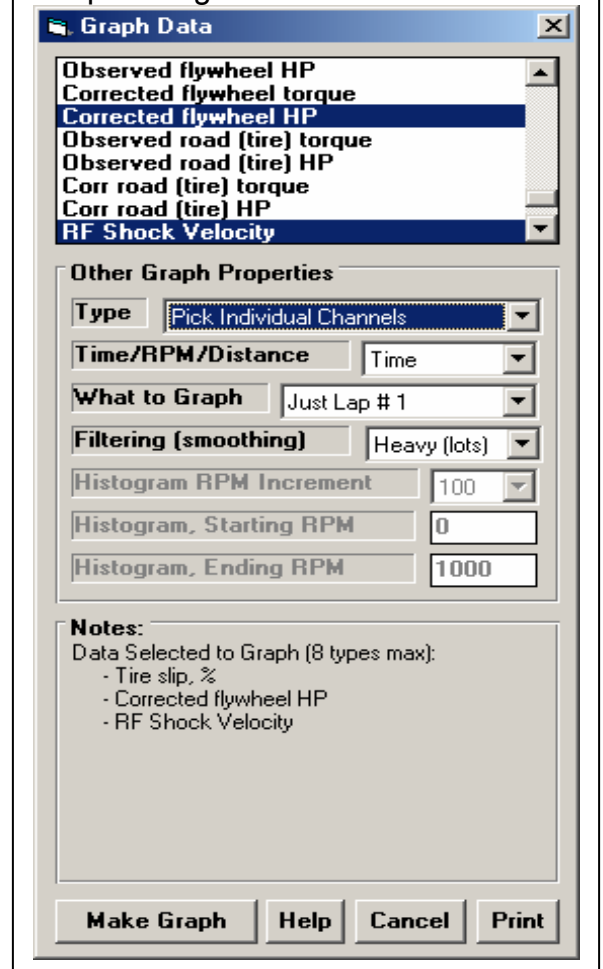 Graph Data
Observed flywheel HP
Corrected flywheel torque
Corrected flywheel HP
Observed road (tire) torque
Observed road (tire) HP
Corr road (tire) torque
Corr road (tire) HP
RF Shock Velocity
Other Graph Properties
Type Pick Individual Channels
Time/RPM/Distance Time
What to Graph Just Lap # 1
Filtering (smoothing) Heavy (lots)
Histogram RPM Increment 100
Histogram, Starting RPM 0
Histogram, Ending RPM 1000
Notes:
Data Selected to Graph (8 types max):
- Tire slip, %
- Corrected flywheel HP
- RF Shock Velocity
Make Graph Help Cancel Print